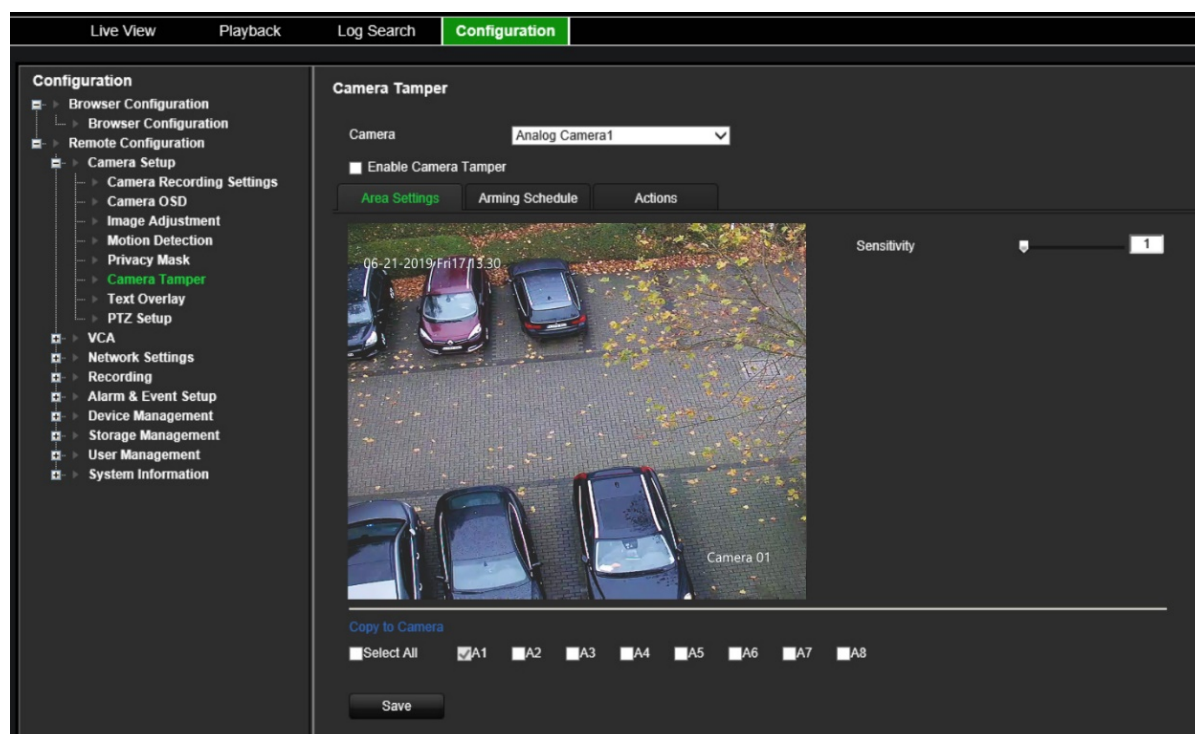 Live View Playback Log Search Configuration
Configuration
Browser Configuration
Browser Configuration
Remote Configuration
Camera Setup
Camera Recording Settings
Camera OSD
Image Adjustment
Motion Detection
Privacy Mask
Camera Tamper
Text Overlay
PTZ Setup
VCA
Network Settings
Recording
Alarm & Event Setup
Device Management
Storage Management
User Management
System Information
Camera Tamper
Camera Analog Camera1
Enable Camera Tamper
Area Settings Arming Schedule Actions
06-21-2019 Fri17.13.30
Camera 01
Sensitivity 1
Copy to Camera
Select All A1 A2 A3 A4 A5 A6 A7 A8
Save